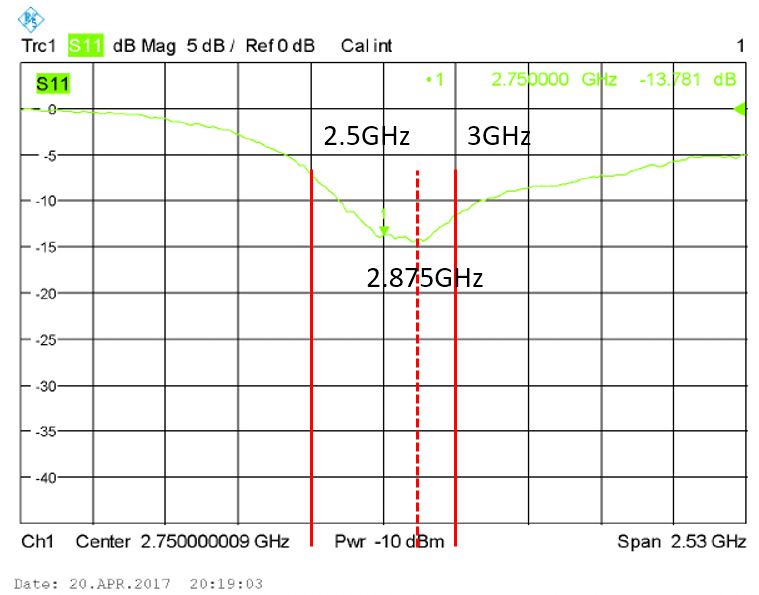 R&S
Trc1 S11 dB Mag 5 dB / Ref 0 dB Cal int 1
S11 •1 2.750000 GHz -13.781 dB
0
2.5GHz 3GHz
-5
-10
1
-15
2.875GHz
-20
-25
-30
-35
-40
Ch1 Center 2.750000009 GHz Pwr -10 dBm Span 2.53 GHz
Date: 20.APR.2017 20:19:03